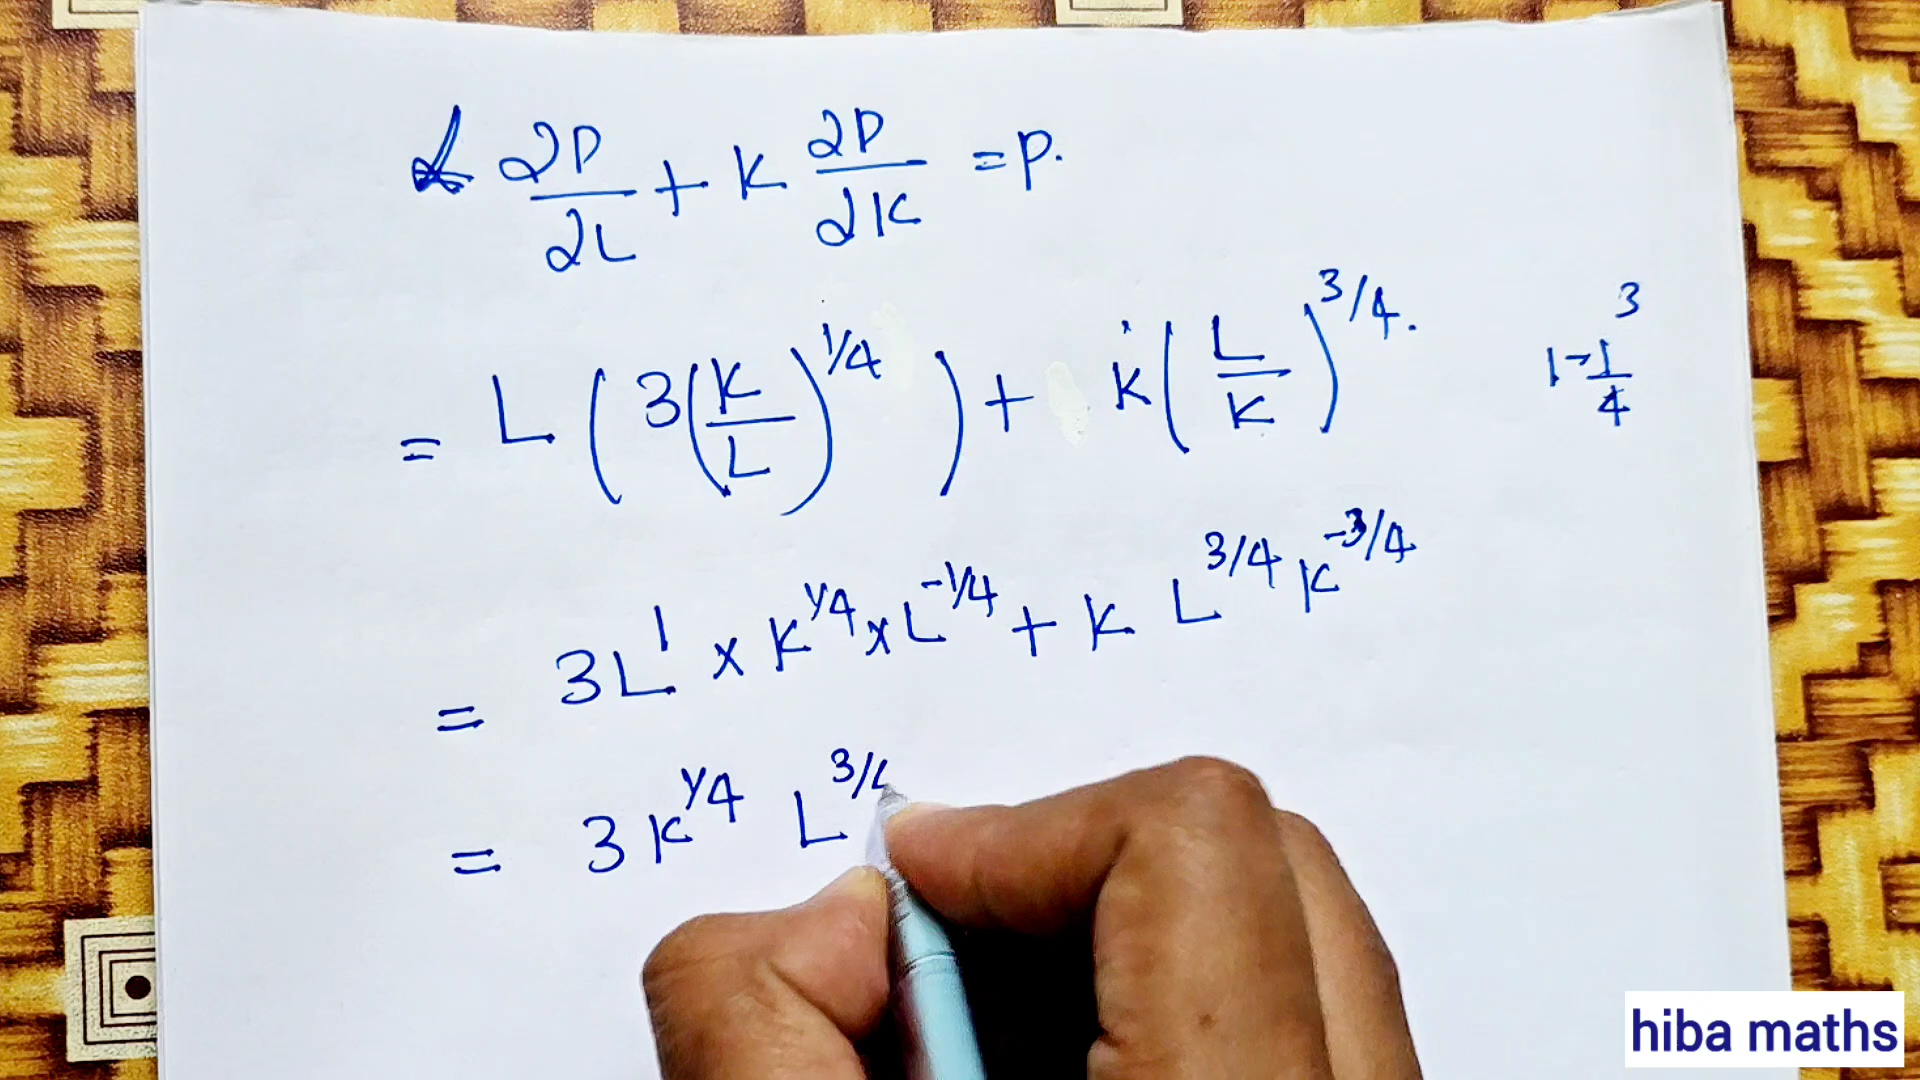 L ∂P/∂L + K ∂P/∂K = P.
= L ( 3 (K/L)^1/4 ) + K (L/K)^3/4.
3
1 - 1/4
= 3L^1 × K^1/4 × L^-1/4 + K L^3/4 K^-3/4
= 3 K^1/4 L^3/4
hiba maths